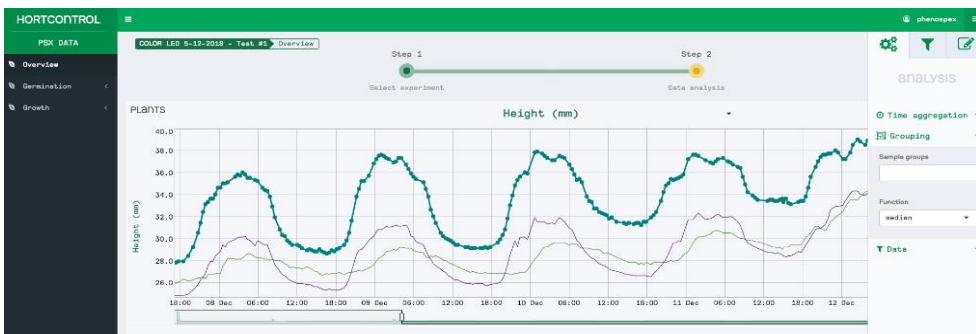 HORTCONTROL
phenospex
PSX DATA
Overview
Germination
Growth
COLOR LED 5-12-2018 - Test #1 Overview
Step 1
Step 2
Select experiment
Data analysis
PLANTS
Height (mm)
Height (mm)
40.0
38.0
36.0
34.0
32.0
30.0
28.0
26.0
18:00 08 Dec 06:00 12:00 18:00 09 Dec 06:00 12:00 18:00 10 Dec 06:00 12:00 18:00 11 Dec 06:00 12:00 18:00 12 Dec
analysis
Time aggregation
Grouping
Sample groups
Function
median
Data